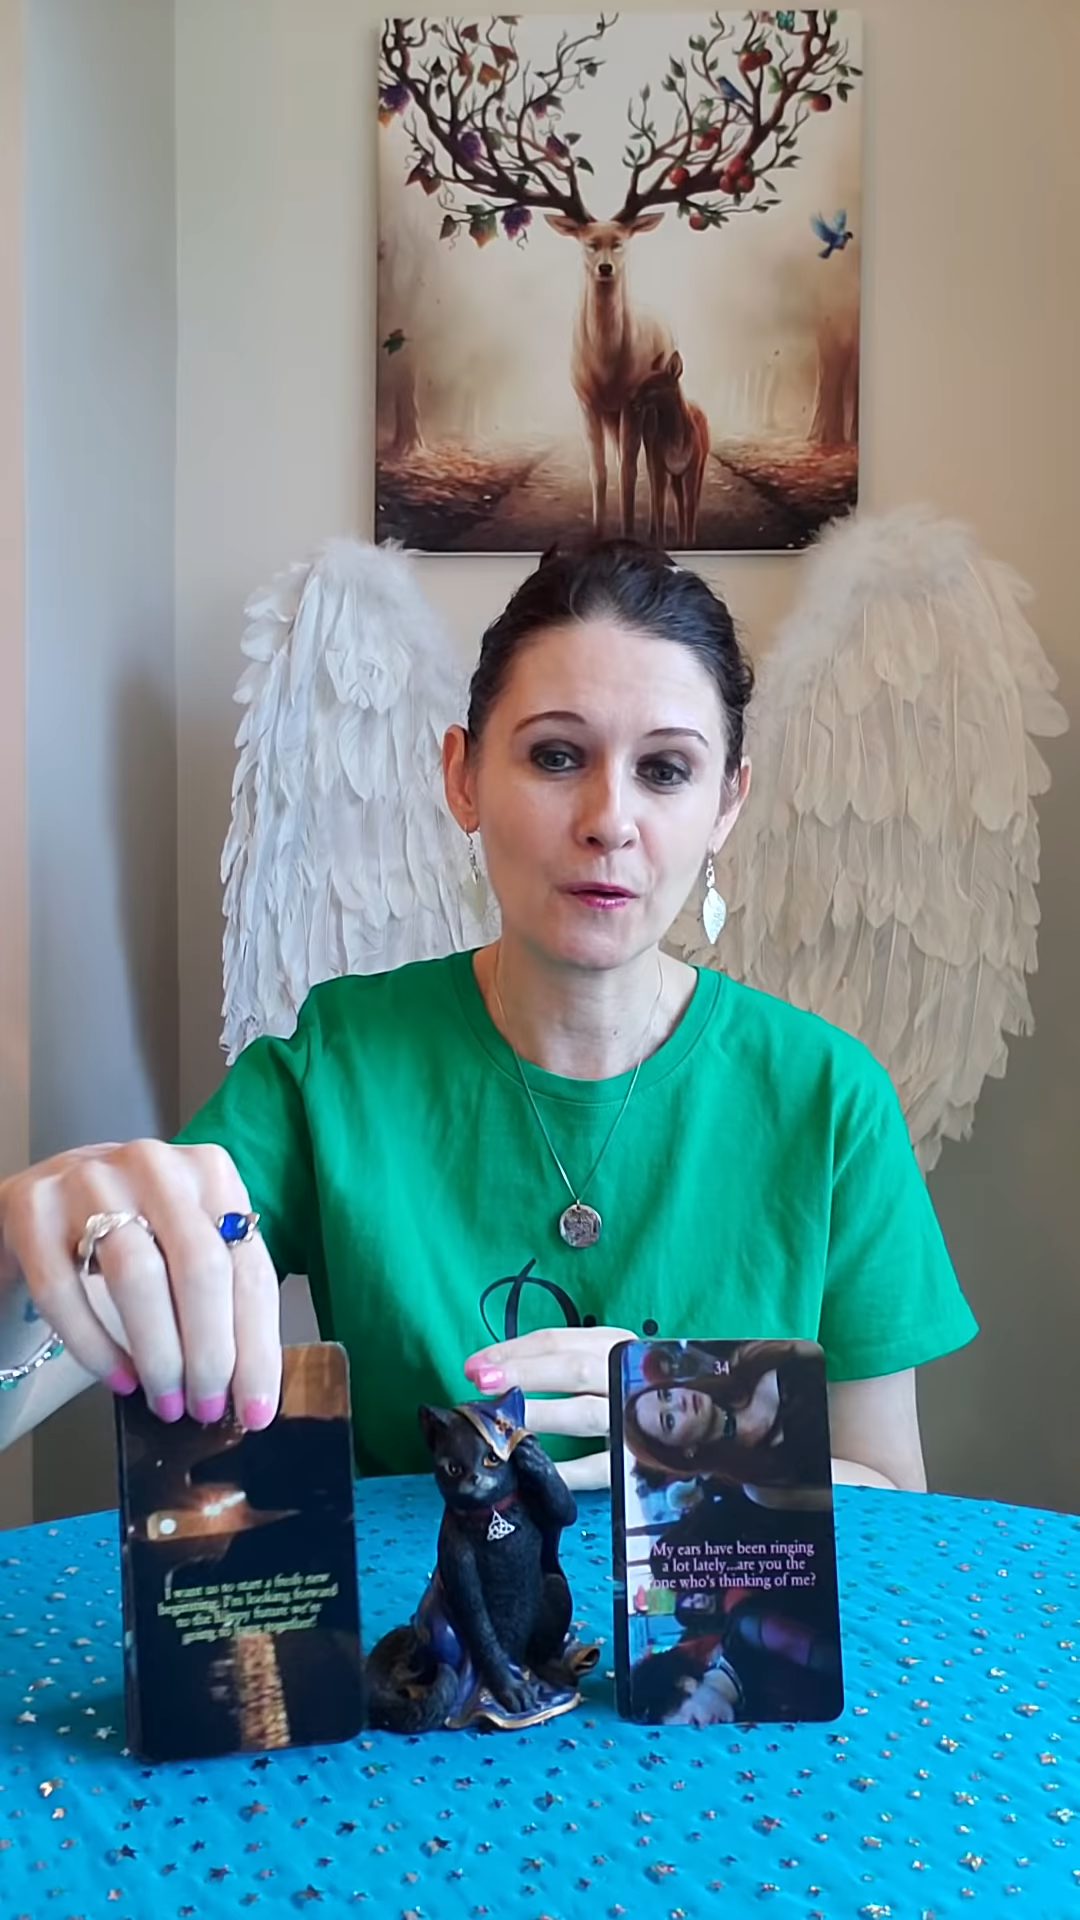 I want us to start a fresh new
beginning. I'm looking forward
to the happy future we're
going to have together!
34
My ears have been ringing
a lot lately...are you the
one who's thinking of me?